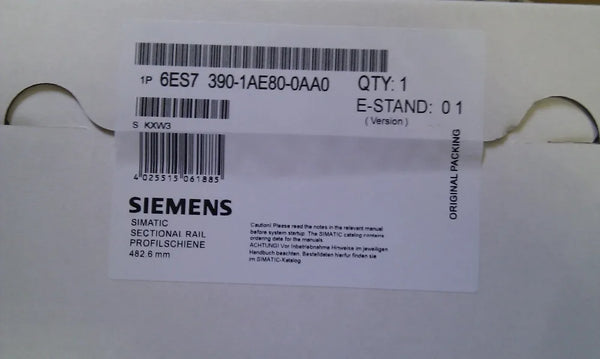 1P 6ES7 390-1AE80-0AA0 QTY: 1
E-STAND: 0 1
(Version)
S KXW3
4 025515 061885
ORIGINAL PACKING
SIEMENS
SIMATIC
SECTIONAL RAIL
PROFILSCHIENE
482.6 mm
Caution! Please read the notes in the relevant manual
before system startup. The SIMATIC catalog contains
ordering data for the manuals.
ACHTUNG! Vor Inbetriebnahme Hinweise im jeweiligen
Handbuch beachten. Bestelldaten hierfur finden sie
im SIMATIC-Katalog.